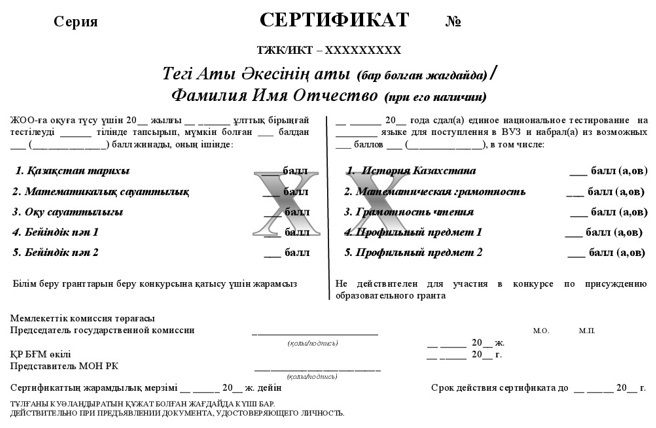 Серия СЕРТИФИКАТ №
ТЖК/ИКТ – XXXXXXXXX
Тегі Аты Әкесінің аты (бар болған жағдайда) /
Фамилия Имя Отчество (при его наличии)
ЖОО-ға оқуға түсу үшін 20__ жылғы __ ______ ұлттық бірыңғай
тестілеуді ______ тілінде тапсырып, мүмкін болған ___ балдан
___ (______________) балл жинады, оның ішінде:
1. Қазақстан тарихы ___ балл
2. Математикалық сауаттылық ___ балл
3. Оқу сауаттылығы ___ балл
4. Бейіндік пән 1 ___ балл
5. Бейіндік пән 2 ___ балл
Білім беру гранттарын беру конкурсына қатысу үшін жарамсыз
__ ______ 20__ года сдал(а) единое национальное тестирование на
________ языке для поступления в ВУЗ и набрал(а) из возможных
___ баллов ___ (______________), в том числе:
1. История Казахстана ___ балл (а,ов)
2. Математическая грамотность ___ балл (а,ов)
3. Грамотность чтения ___ балл (а,ов)
4. Профильный предмет 1 ___ балл (а,ов)
5. Профильный предмет 2 ___ балл (а,ов)
Не действителен для участия в конкурсе по присуждению
образовательного гранта
X X
Мемлекеттік комиссия төрағасы
Председатель государственной комиссии ______________________ М.О. М.П.
(қолы/подпись)
__ ______ 20__ ж.
ҚР БҒМ өкілі __ ______ 20__ г.
Представитель МОН РК ______________________
(қолы/подпись)
Сертификаттың жарамдылық мерзімі __ ______ 20__ ж. дейін Срок действия сертификата до __ ______ 20__ г.
ТҰЛҒАНЫ КУӘЛАНДЫРАТЫН ҚҰЖАТ БОЛҒАН ЖАҒДАЙДА КҮШІ БАР.
ДЕЙСТВИТЕЛЬНО ПРИ ПРЕДЪЯВЛЕНИИ ДОКУМЕНТА, УДОСТОВЕРЯЮЩЕГО ЛИЧНОСТЬ.